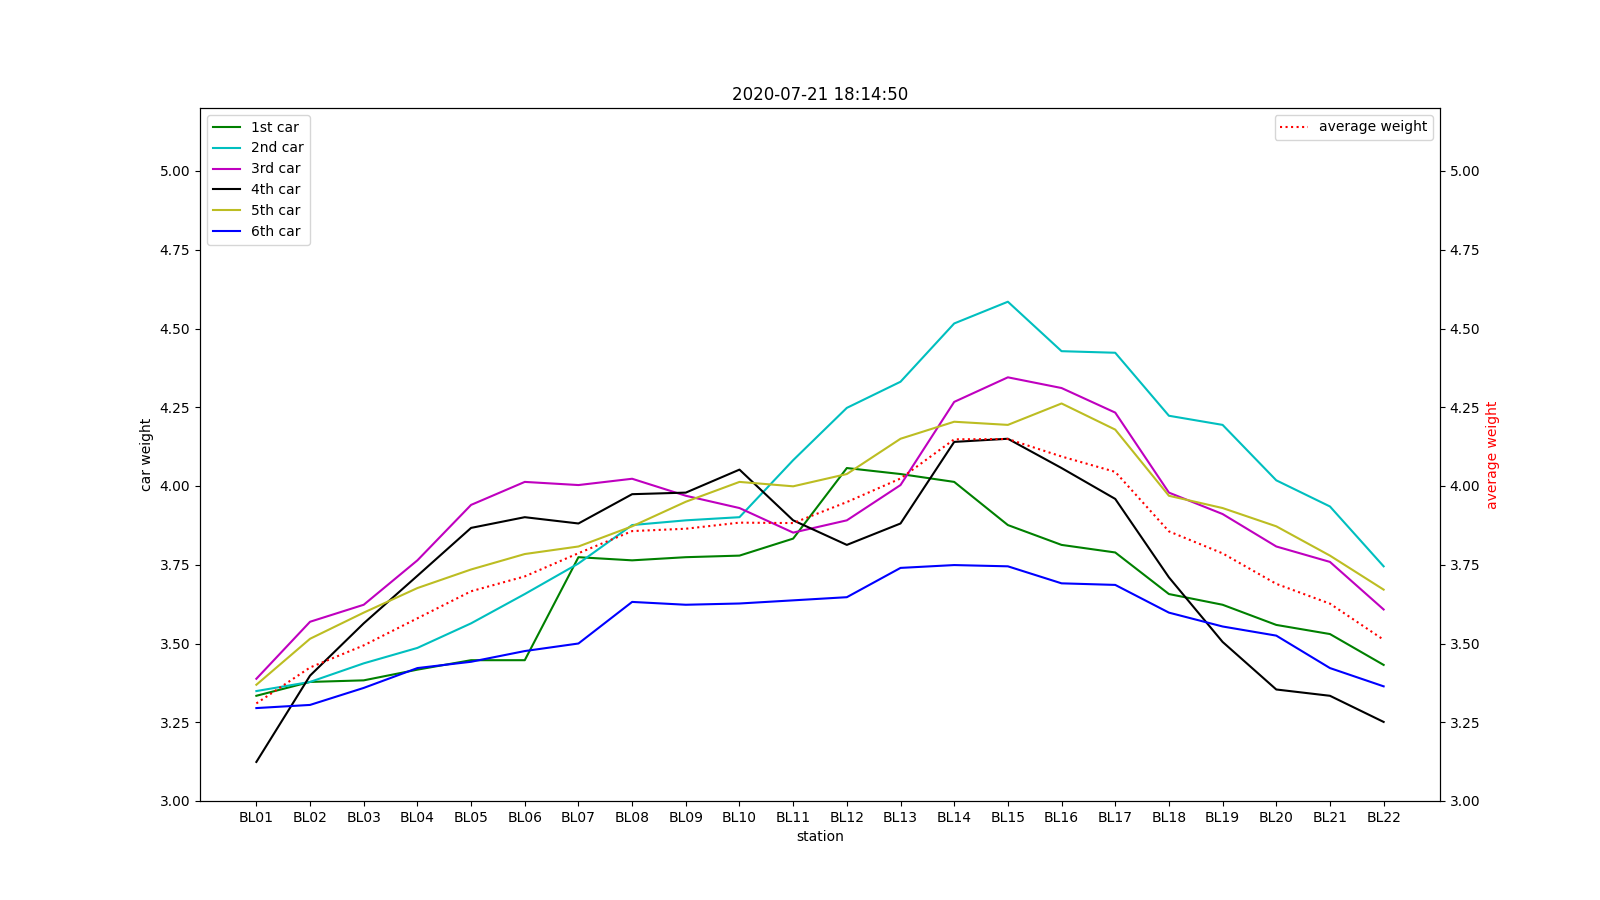 2020-07-21 18:14:50
1st car
2nd car
3rd car
4th car
5th car
6th car
average weight
5.00
4.75
4.50
4.25
4.00
3.75
3.50
3.25
3.00
car weight
5.00
4.75
4.50
4.25
4.00
3.75
3.50
3.25
3.00
average weight
BL01 BL02 BL03 BL04 BL05 BL06 BL07 BL08 BL09 BL10 BL11 BL12 BL13 BL14 BL15 BL16 BL17 BL18 BL19 BL20 BL21 BL22
station